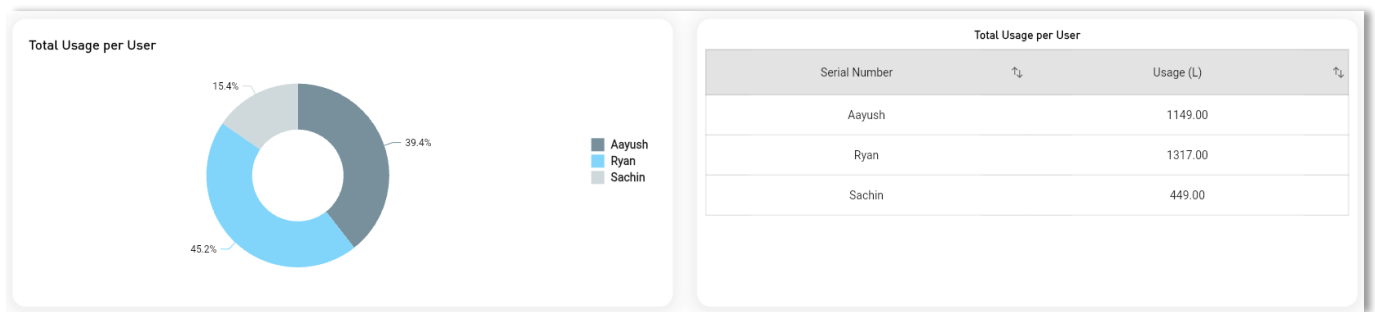 Total Usage per User
15.4%
39.4%
45.2%
Aayush
Ryan
Sachin
Total Usage per User
Serial Number Usage (L)
Aayush 1149.00
Ryan 1317.00
Sachin 449.00